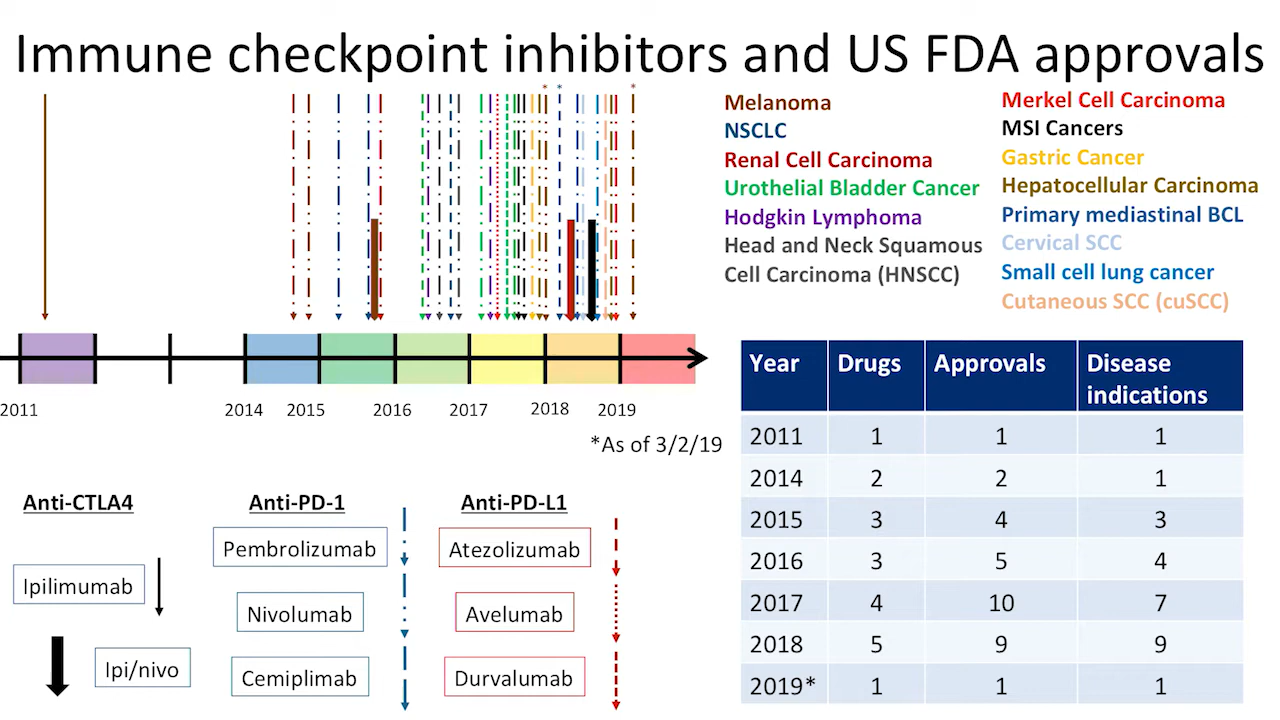 Immune checkpoint inhibitors and US FDA approvals
* * *
Melanoma
NSCLC
Renal Cell Carcinoma
Urothelial Bladder Cancer
Hodgkin Lymphoma
Head and Neck Squamous
Cell Carcinoma (HNSCC)
Merkel Cell Carcinoma
MSI Cancers
Gastric Cancer
Hepatocellular Carcinoma
Primary mediastinal BCL
Cervical SCC
Small cell lung cancer
Cutaneous SCC (cuSCC)
2011 2014 2015 2016 2017 2018 2019
*As of 3/2/19
Anti-CTLA4
Ipilimumab
Ipi/nivo
Anti-PD-1
Pembrolizumab
Nivolumab
Cemiplimab
Anti-PD-L1
Atezolizumab
Avelumab
Durvalumab
Year Drugs Approvals Disease indications
2011 1 1 1
2014 2 2 1
2015 3 4 3
2016 3 5 4
2017 4 10 7
2018 5 9 9
2019* 1 1 1